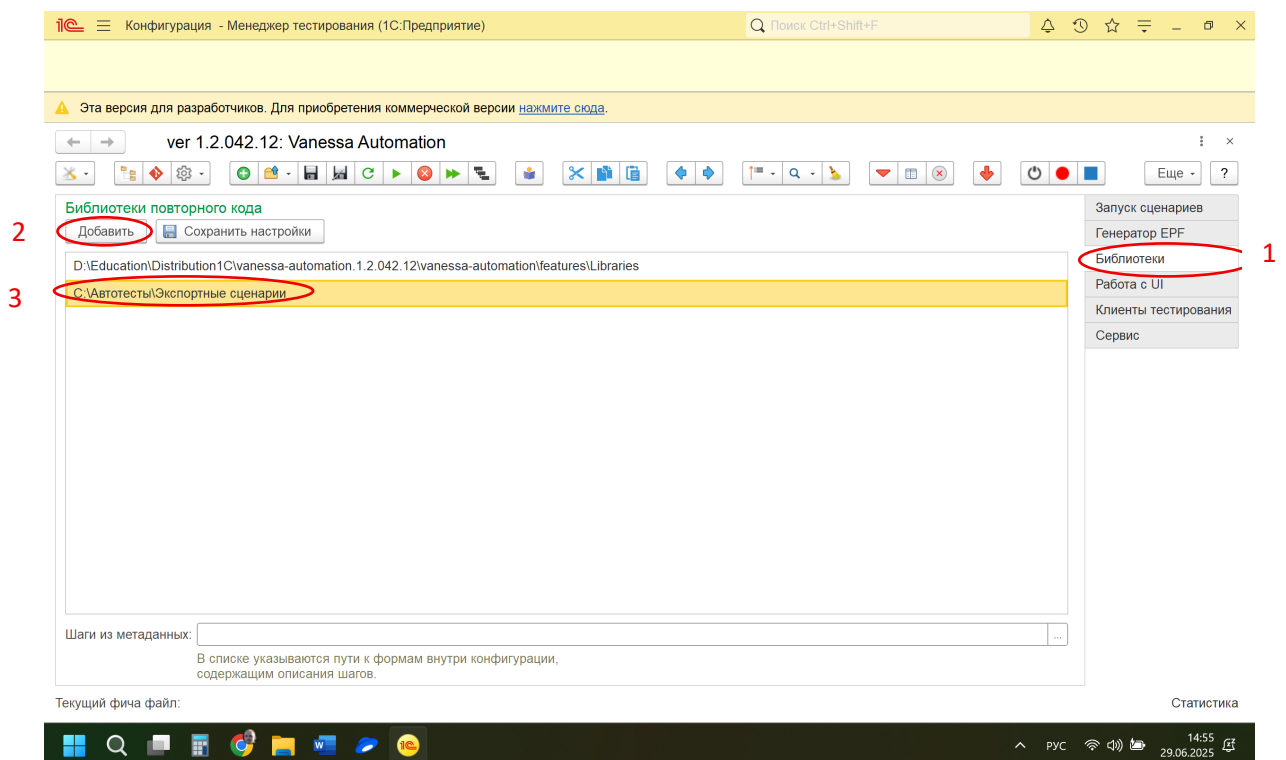 Конфигурация - Менеджер тестирования (1С:Предприятие)
Поиск Ctrl+Shift+F
Эта версия для разработчиков. Для приобретения коммерческой версии нажмите сюда.
ver 1.2.042.12: Vanessa Automation
Еще
?
Библиотеки повторного кода
2
Добавить
Сохранить настройки
D:\Education\Distribution1C\vanessa-automation.1.2.042.12\vanessa-automation\features\Libraries
3
C:\Автотесты\Экспортные сценарии
Запуск сценариев
Генератор EPF
Библиотеки
1
Работа с UI
Клиенты тестирования
Сервис
Шаги из метаданных:
...
В списке указываются пути к формам внутри конфигурации,
содержащим описания шагов.
Текущий фича файл:
Статистика
РУС
14:55
29.06.2025